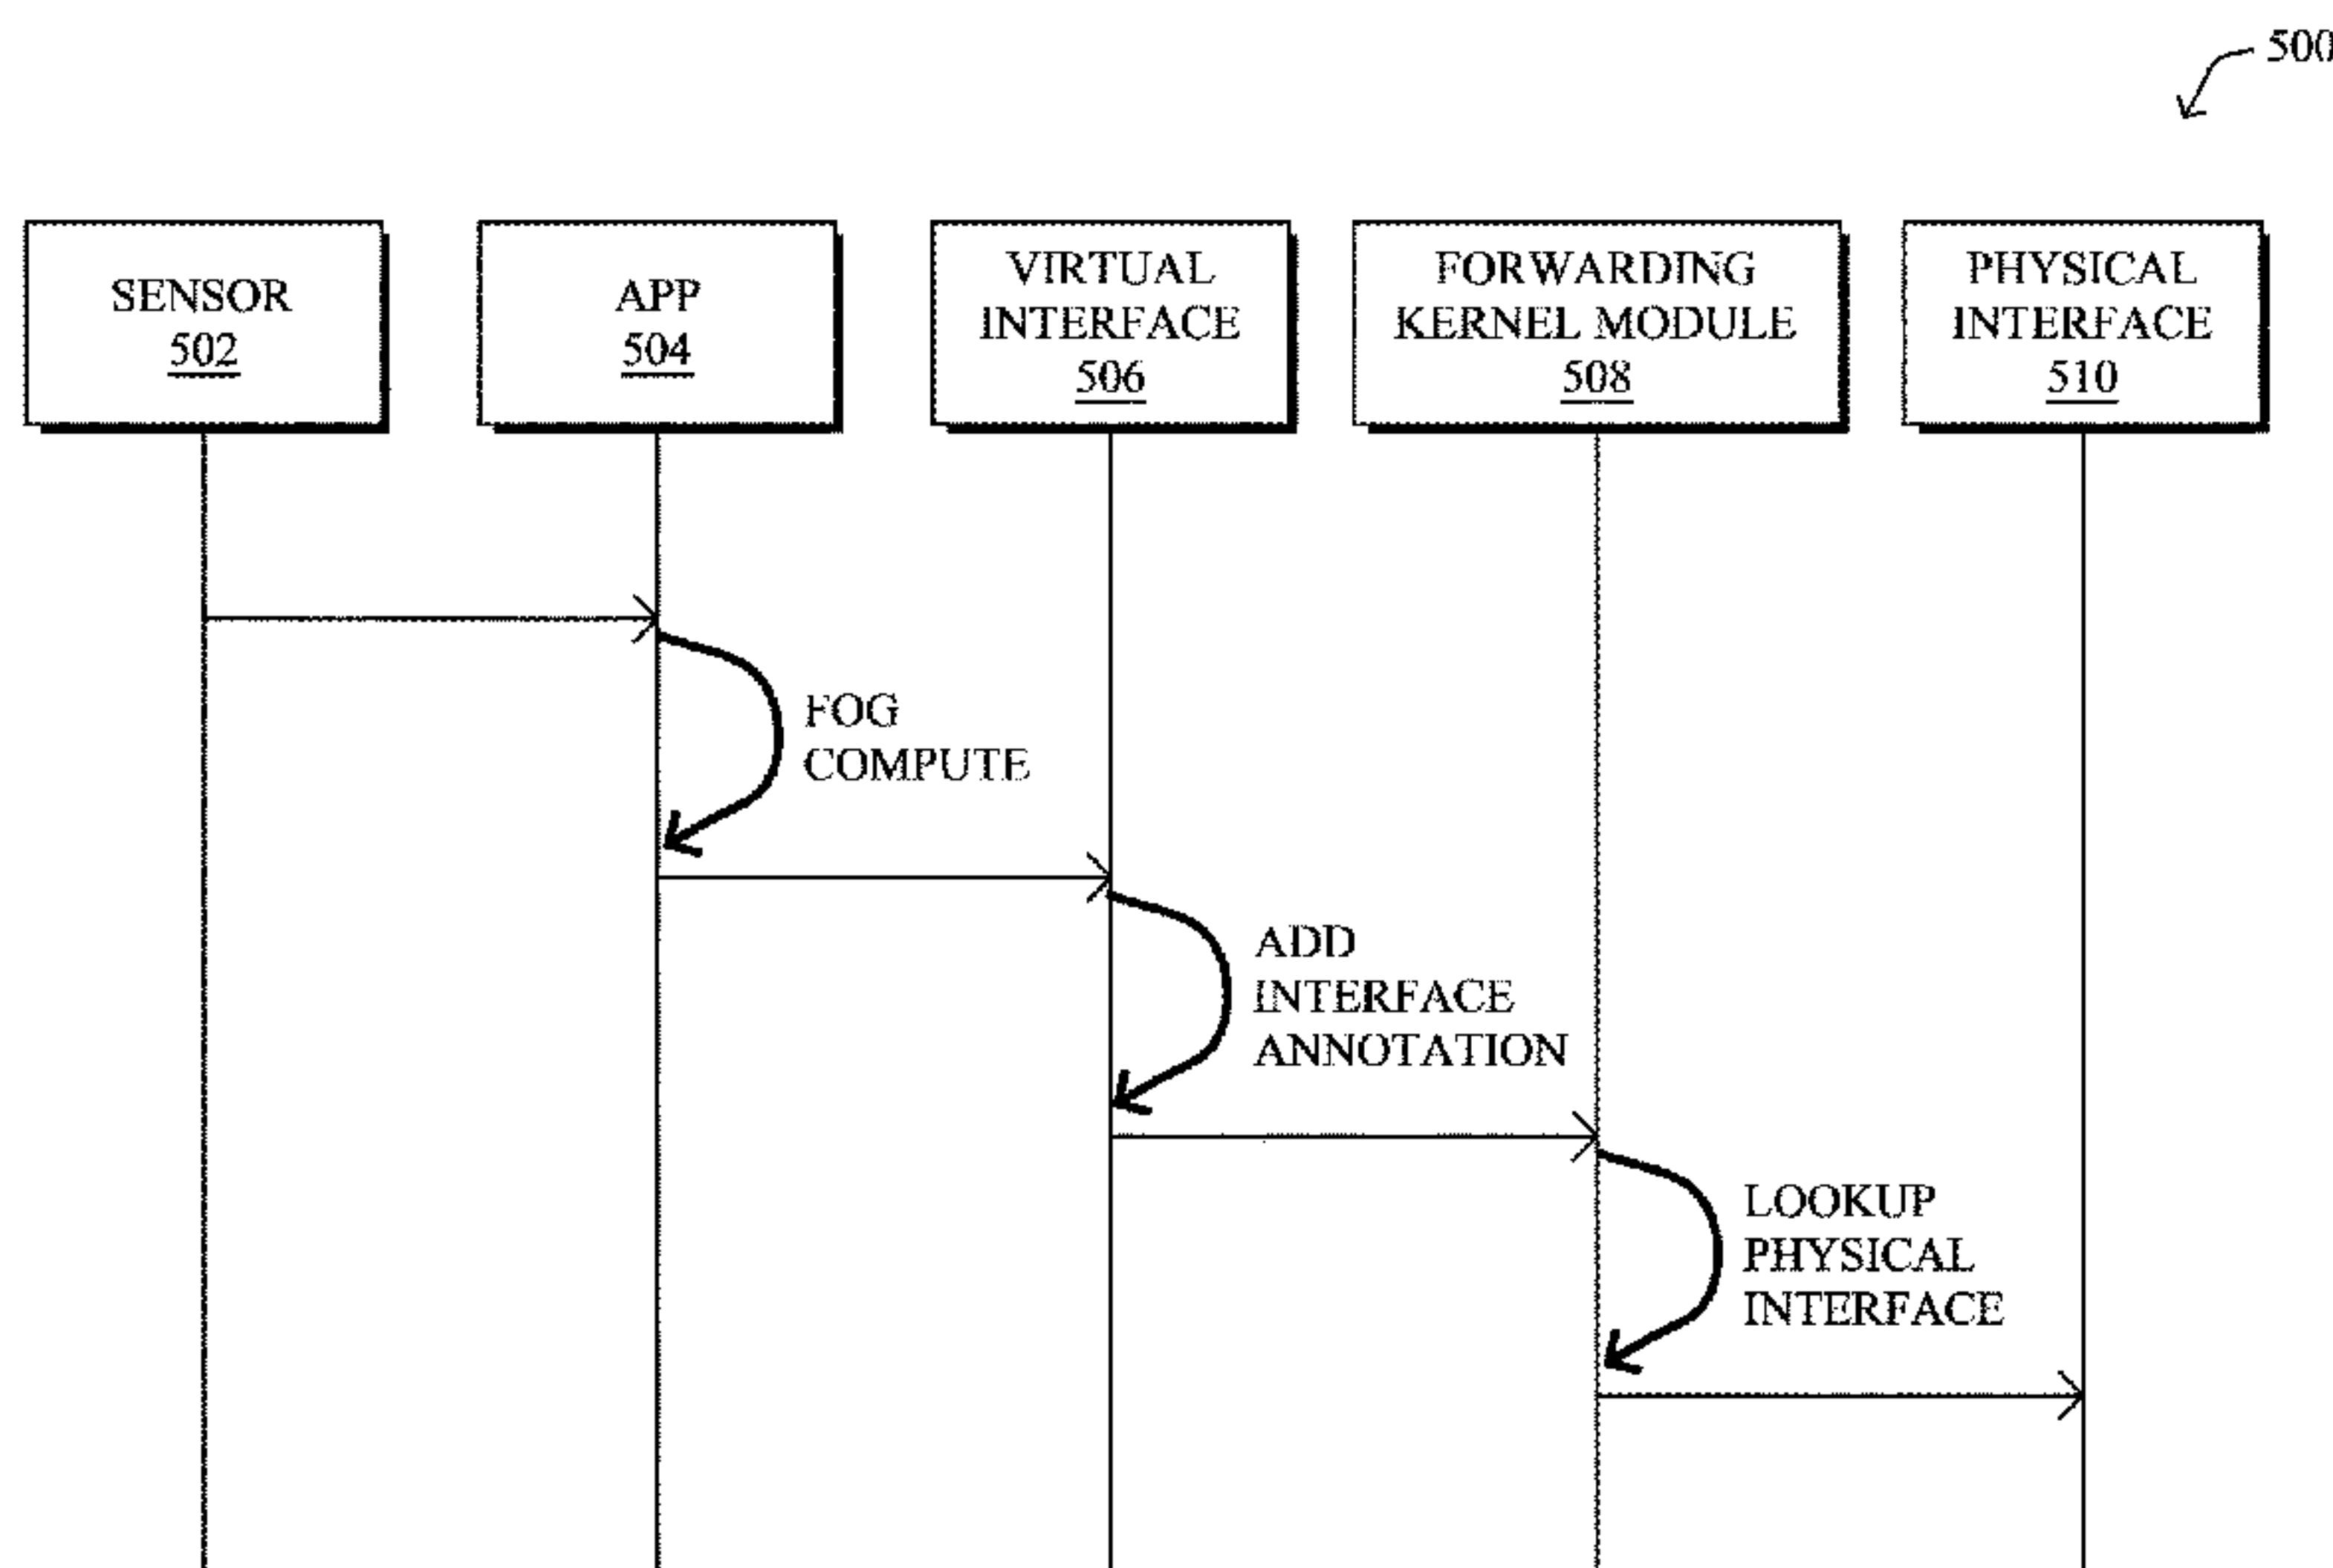 500
SENSOR
502
APP
504
VIRTUAL
INTERFACE
506
FORWARDING
KERNEL MODULE
508
PHYSICAL
INTERFACE
510
FOG
COMPUTE
ADD
INTERFACE
ANNOTATION
LOOKUP
PHYSICAL
INTERFACE